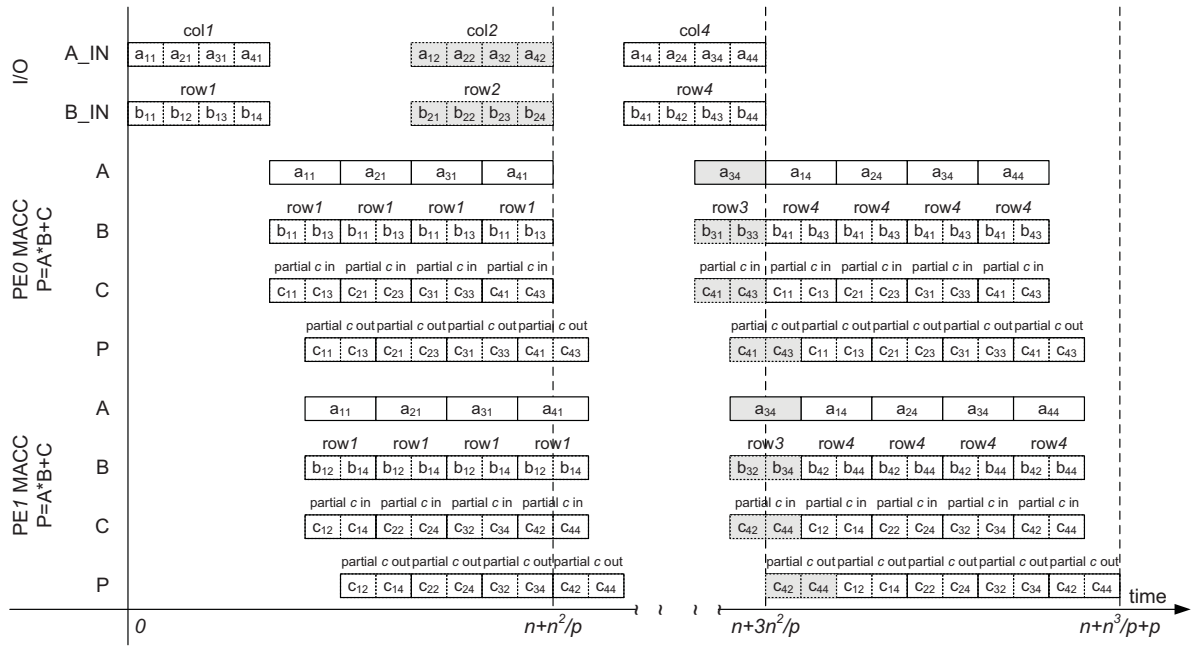 col1 col2 col4
A_IN a11 a21 a31 a41 a12 a22 a32 a42 a14 a24 a34 a44
I/O
row1 row2 row4
B_IN b11 b12 b13 b14 b21 b22 b23 b24 b41 b42 b43 b44
A a11 a21 a31 a41 a34 a14 a24 a34 a44
row1 row1 row1 row1 row3 row4 row4 row4 row4
B b11 b13 b11 b13 b11 b13 b11 b13 b31 b33 b41 b43 b41 b43 b41 b43 b41 b43
PE0 MACC
P=A*B+C
partial c in partial c in partial c in partial c in partial c in partial c in partial c in partial c in partial c in
C c11 c13 c21 c23 c31 c33 c41 c43 c41 c43 c11 c13 c21 c23 c31 c33 c41 c43
partial c out partial c out partial c out partial c out partial c out partial c out partial c out partial c out partial c out
P c11 c13 c21 c23 c31 c33 c41 c43 c41 c43 c11 c13 c21 c23 c31 c33 c41 c43
A a11 a21 a31 a41 a34 a14 a24 a34 a44
row1 row1 row1 row1 row3 row4 row4 row4 row4
B b12 b14 b12 b14 b12 b14 b12 b14 b32 b34 b42 b44 b42 b44 b42 b44 b42 b44
PE1 MACC
P=A*B+C
partial c in partial c in partial c in partial c in partial c in partial c in partial c in partial c in partial c in
C c12 c14 c22 c24 c32 c34 c42 c44 c42 c44 c12 c14 c22 c24 c32 c34 c42 c44
partial c out partial c out partial c out partial c out partial c out partial c out partial c out partial c out partial c out
P c12 c14 c22 c24 c32 c34 c42 c44 c42 c44 c12 c14 c22 c24 c32 c34 c42 c44
time
0 n+n²/p n+3n²/p n+n³/p+p